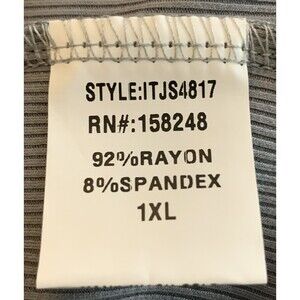 STYLE:ITJS4817
RN#:158248
92%RAYON
8%SPANDEX
1XL